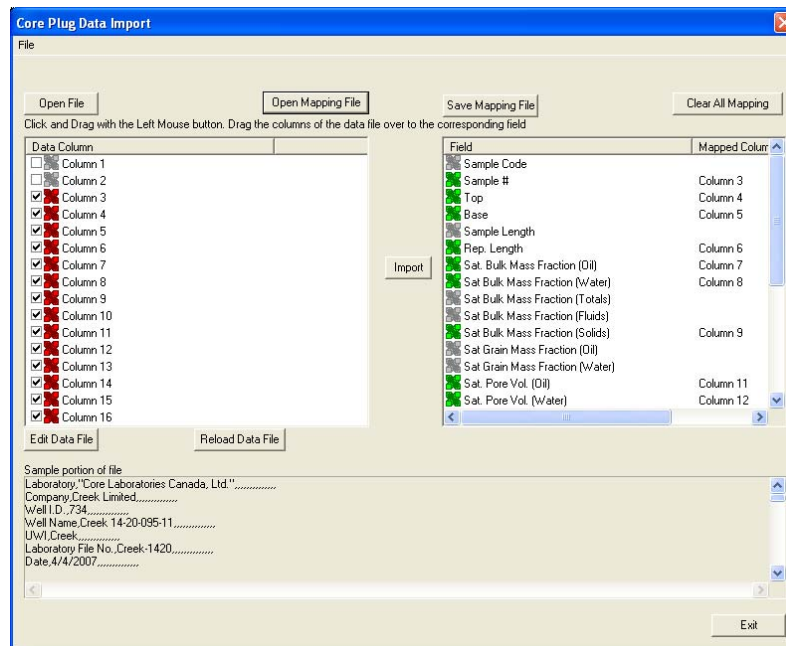 Core Plug Data Import
File
Open File
Open Mapping File
Save Mapping File
Clear All Mapping
Click and Drag with the Left Mouse button. Drag the columns of the data file over to the corresponding field
Data Column
Column 1
Column 2
Column 3
Column 4
Column 5
Column 6
Column 7
Column 8
Column 9
Column 10
Column 11
Column 12
Column 13
Column 14
Column 15
Column 16
Import
Field Mapped Colum
Sample Code
Sample # Column 3
Top Column 4
Base Column 5
Sample Length
Rep. Length Column 6
Sat. Bulk Mass Fraction (Oil) Column 7
Sat Bulk Mass Fraction (Water) Column 8
Sat Bulk Mass Fraction (Totals)
Sat Bulk Mass Fraction (Fluids)
Sat Bulk Mass Fraction (Solids) Column 9
Sat Grain Mass Fraction (Oil)
Sat Grain Mass Fraction (Water)
Sat. Pore Vol. (Oil) Column 11
Sat. Pore Vol. (Water) Column 12
Edit Data File
Reload Data File
Sample portion of file
Laboratory,"Core Laboratories Canada, Ltd.",,,,,,,,,,,,,,
Company,Creek Limited,,,,,,,,,,,,,,
Well I.D.,734,,,,,,,,,,,,,,
Well Name,Creek 14-20-095-11,,,,,,,,,,,,,,
UWI,Creek,,,,,,,,,,,,,,
Laboratory File No.,Creek-1420,,,,,,,,,,,,,,
Date,4/4/2007,,,,,,,,,,,,,,
Exit